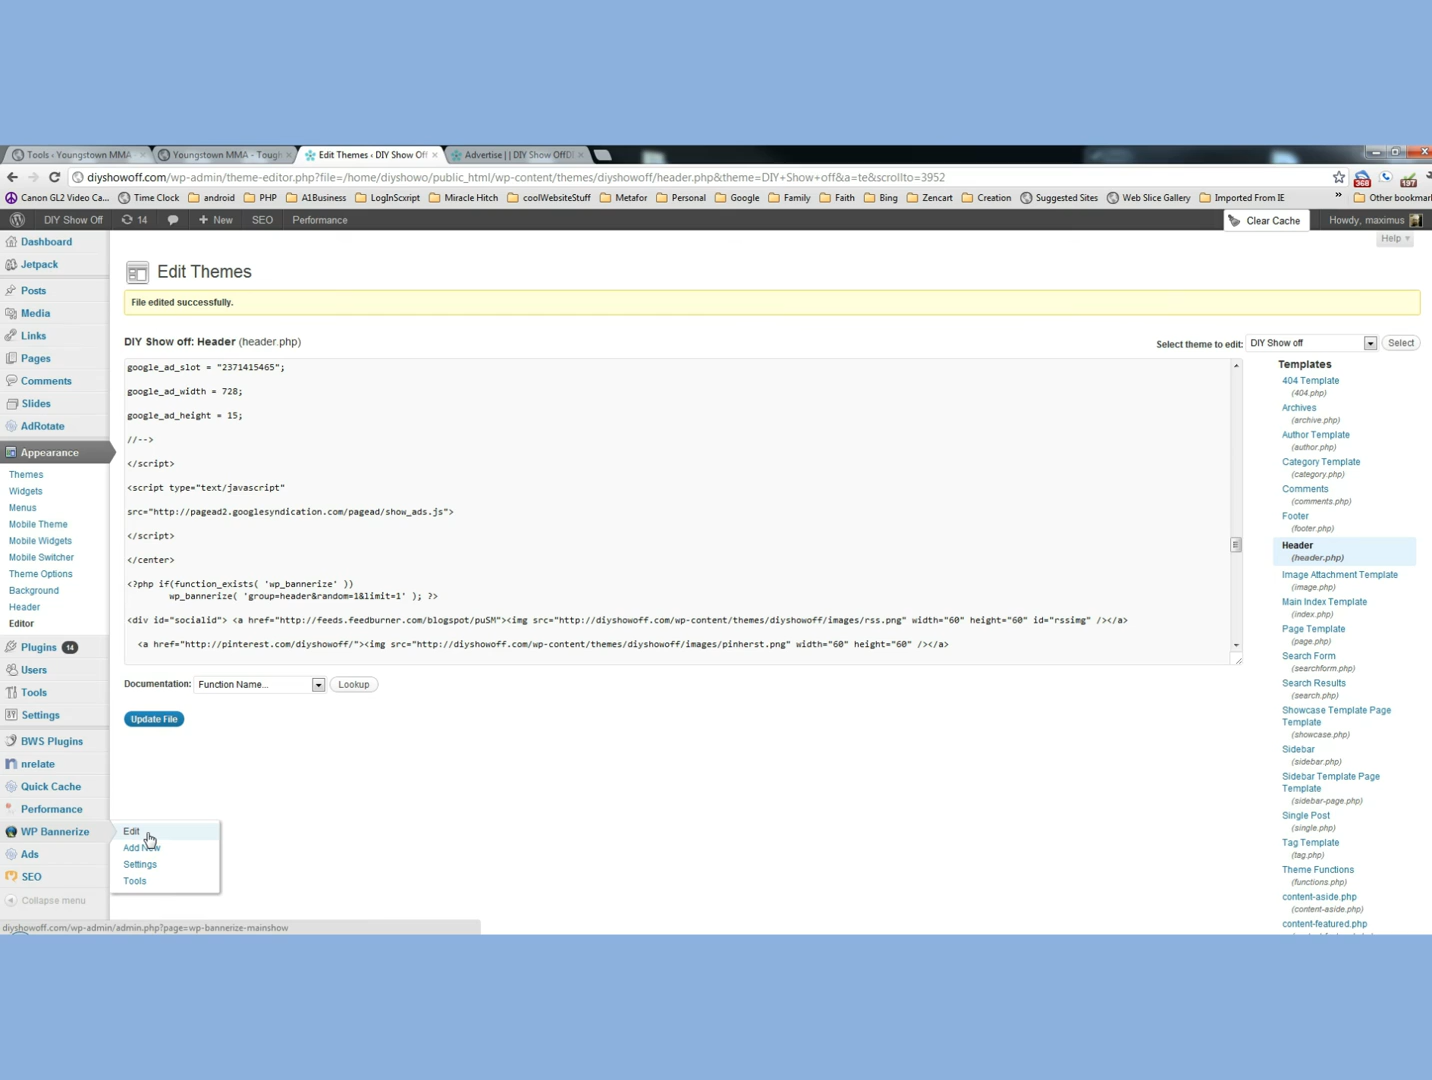 Tools ‹ Youngstown MMA -
Youngstown MMA - Tough
Edit Themes ‹ DIY Show Off
Advertise | | DIY Show OffDI
diyshowoff.com/wp-admin/theme-editor.php?file=/home/diyshowo/public_html/wp-content/themes/diyshowoff/header.php&theme=DIY+Show+off&a=te&scrollto=3952
368
197
Canon GL2 Video Ca...
Time Clock
android
PHP
A1Business
LogInScxript
Miracle Hitch
coolWebsiteStuff
Metafor
Personal
Google
Family
Faith
Bing
Zencart
Creation
Suggested Sites
Web Slice Gallery
Imported From IE
»
Other bookmar
DIY Show Off
14
+ New
SEO
Performance
Clear Cache
Howdy, maximus
Help
Dashboard
Jetpack
Posts
Media
Links
Pages
Comments
Slides
AdRotate
Appearance
Themes
Widgets
Menus
Mobile Theme
Mobile Widgets
Mobile Switcher
Theme Options
Background
Header
Editor
Plugins 14
Users
Tools
Settings
BWS Plugins
nrelate
Quick Cache
Performance
WP Bannerize
Ads
SEO
Collapse menu
Edit
Add New
Settings
Tools
Edit Themes
File edited successfully.
DIY Show off: Header (header.php)
Select theme to edit: DIY Show off Select
google_ad_slot = "2371415465";
google_ad_width = 728;
google_ad_height = 15;
//-->
</script>
<script type="text/javascript"
src="http://pagead2.googlesyndication.com/pagead/show_ads.js">
</script>
</center>
<?php if(function_exists( 'wp_bannerize' ))
wp_bannerize( 'group=header&random=1&limit=1' ); ?>
<div id="socialid"> <a href="http://feeds.feedburner.com/blogspot/puSM"><img src="http://diyshowoff.com/wp-content/themes/diyshowoff/images/rss.png" width="60" height="60" id="rssimg" /></a>
<a href="http://pinterest.com/diyshowoff/"><img src="http://diyshowoff.com/wp-content/themes/diyshowoff/images/pinherst.png" width="60" height="60" /></a>
Documentation: Function Name... Lookup
Update File
Templates
404 Template
(404.php)
Archives
(archive.php)
Author Template
(author.php)
Category Template
(category.php)
Comments
(comments.php)
Footer
(footer.php)
Header
(header.php)
Image Attachment Template
(image.php)
Main Index Template
(index.php)
Page Template
(page.php)
Search Form
(searchform.php)
Search Results
(search.php)
Showcase Template Page
Template
(showcase.php)
Sidebar
(sidebar.php)
Sidebar Template Page
Template
(sidebar-page.php)
Single Post
(single.php)
Tag Template
(tag.php)
Theme Functions
(functions.php)
content-aside.php
(content-aside.php)
content-featured.php
diyshowoff.com/wp-admin/admin.php?page=wp-bannerize-mainshow